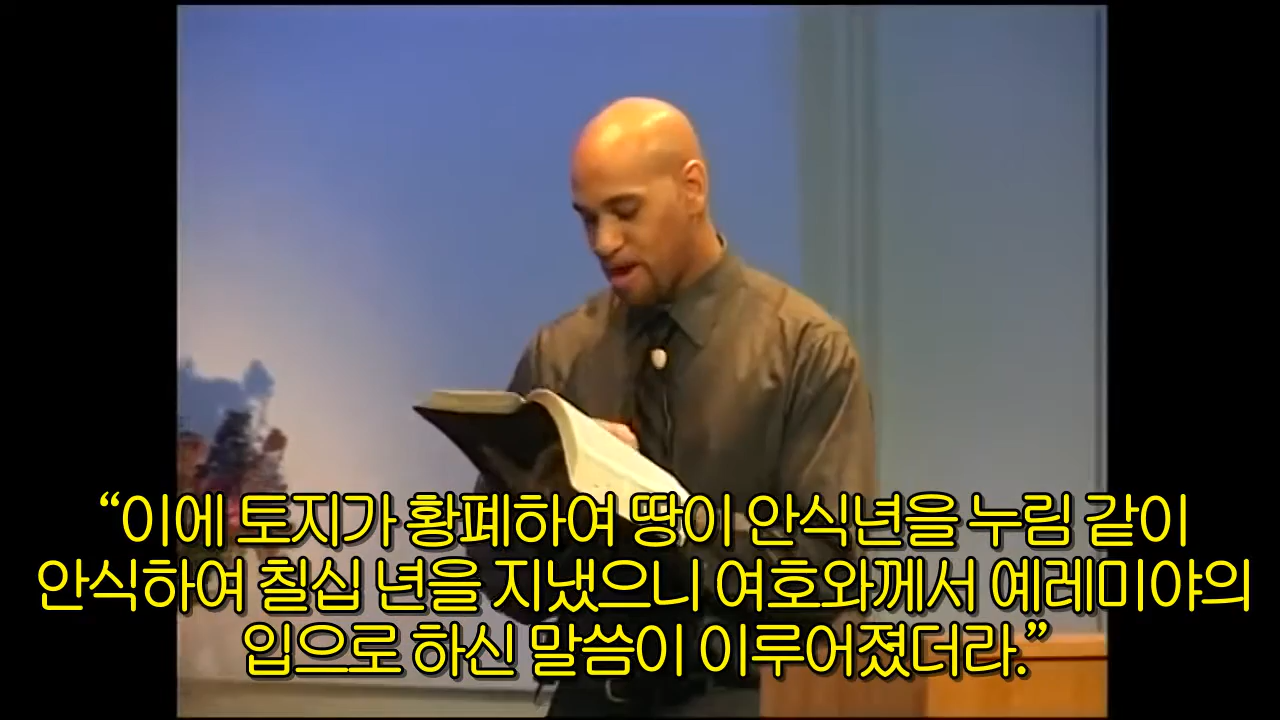 “이에 토지가 황폐하여 땅이 안식년을 누림 같이
안식하여 칠십 년을 지냈으니 여호와께서 예레미야의
입으로 하신 말씀이 이루어졌더라.”